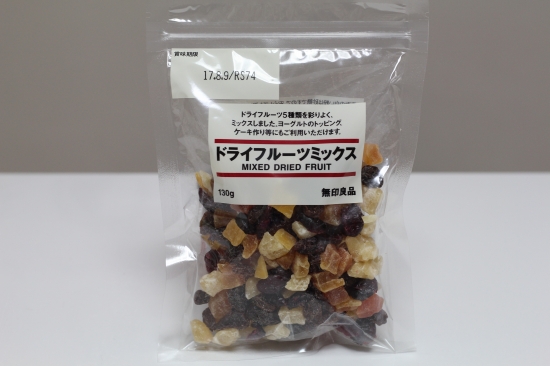 賞味期限
17.8.9/RS74
ドライフルーツ5種類を彩りよく、
ミックスしました。ヨーグルトのトッピング、
ケーキ作り等にもご利用いただけます。
ドライフルーツミックス
MIXED DRIED FRUIT
130g
無印良品